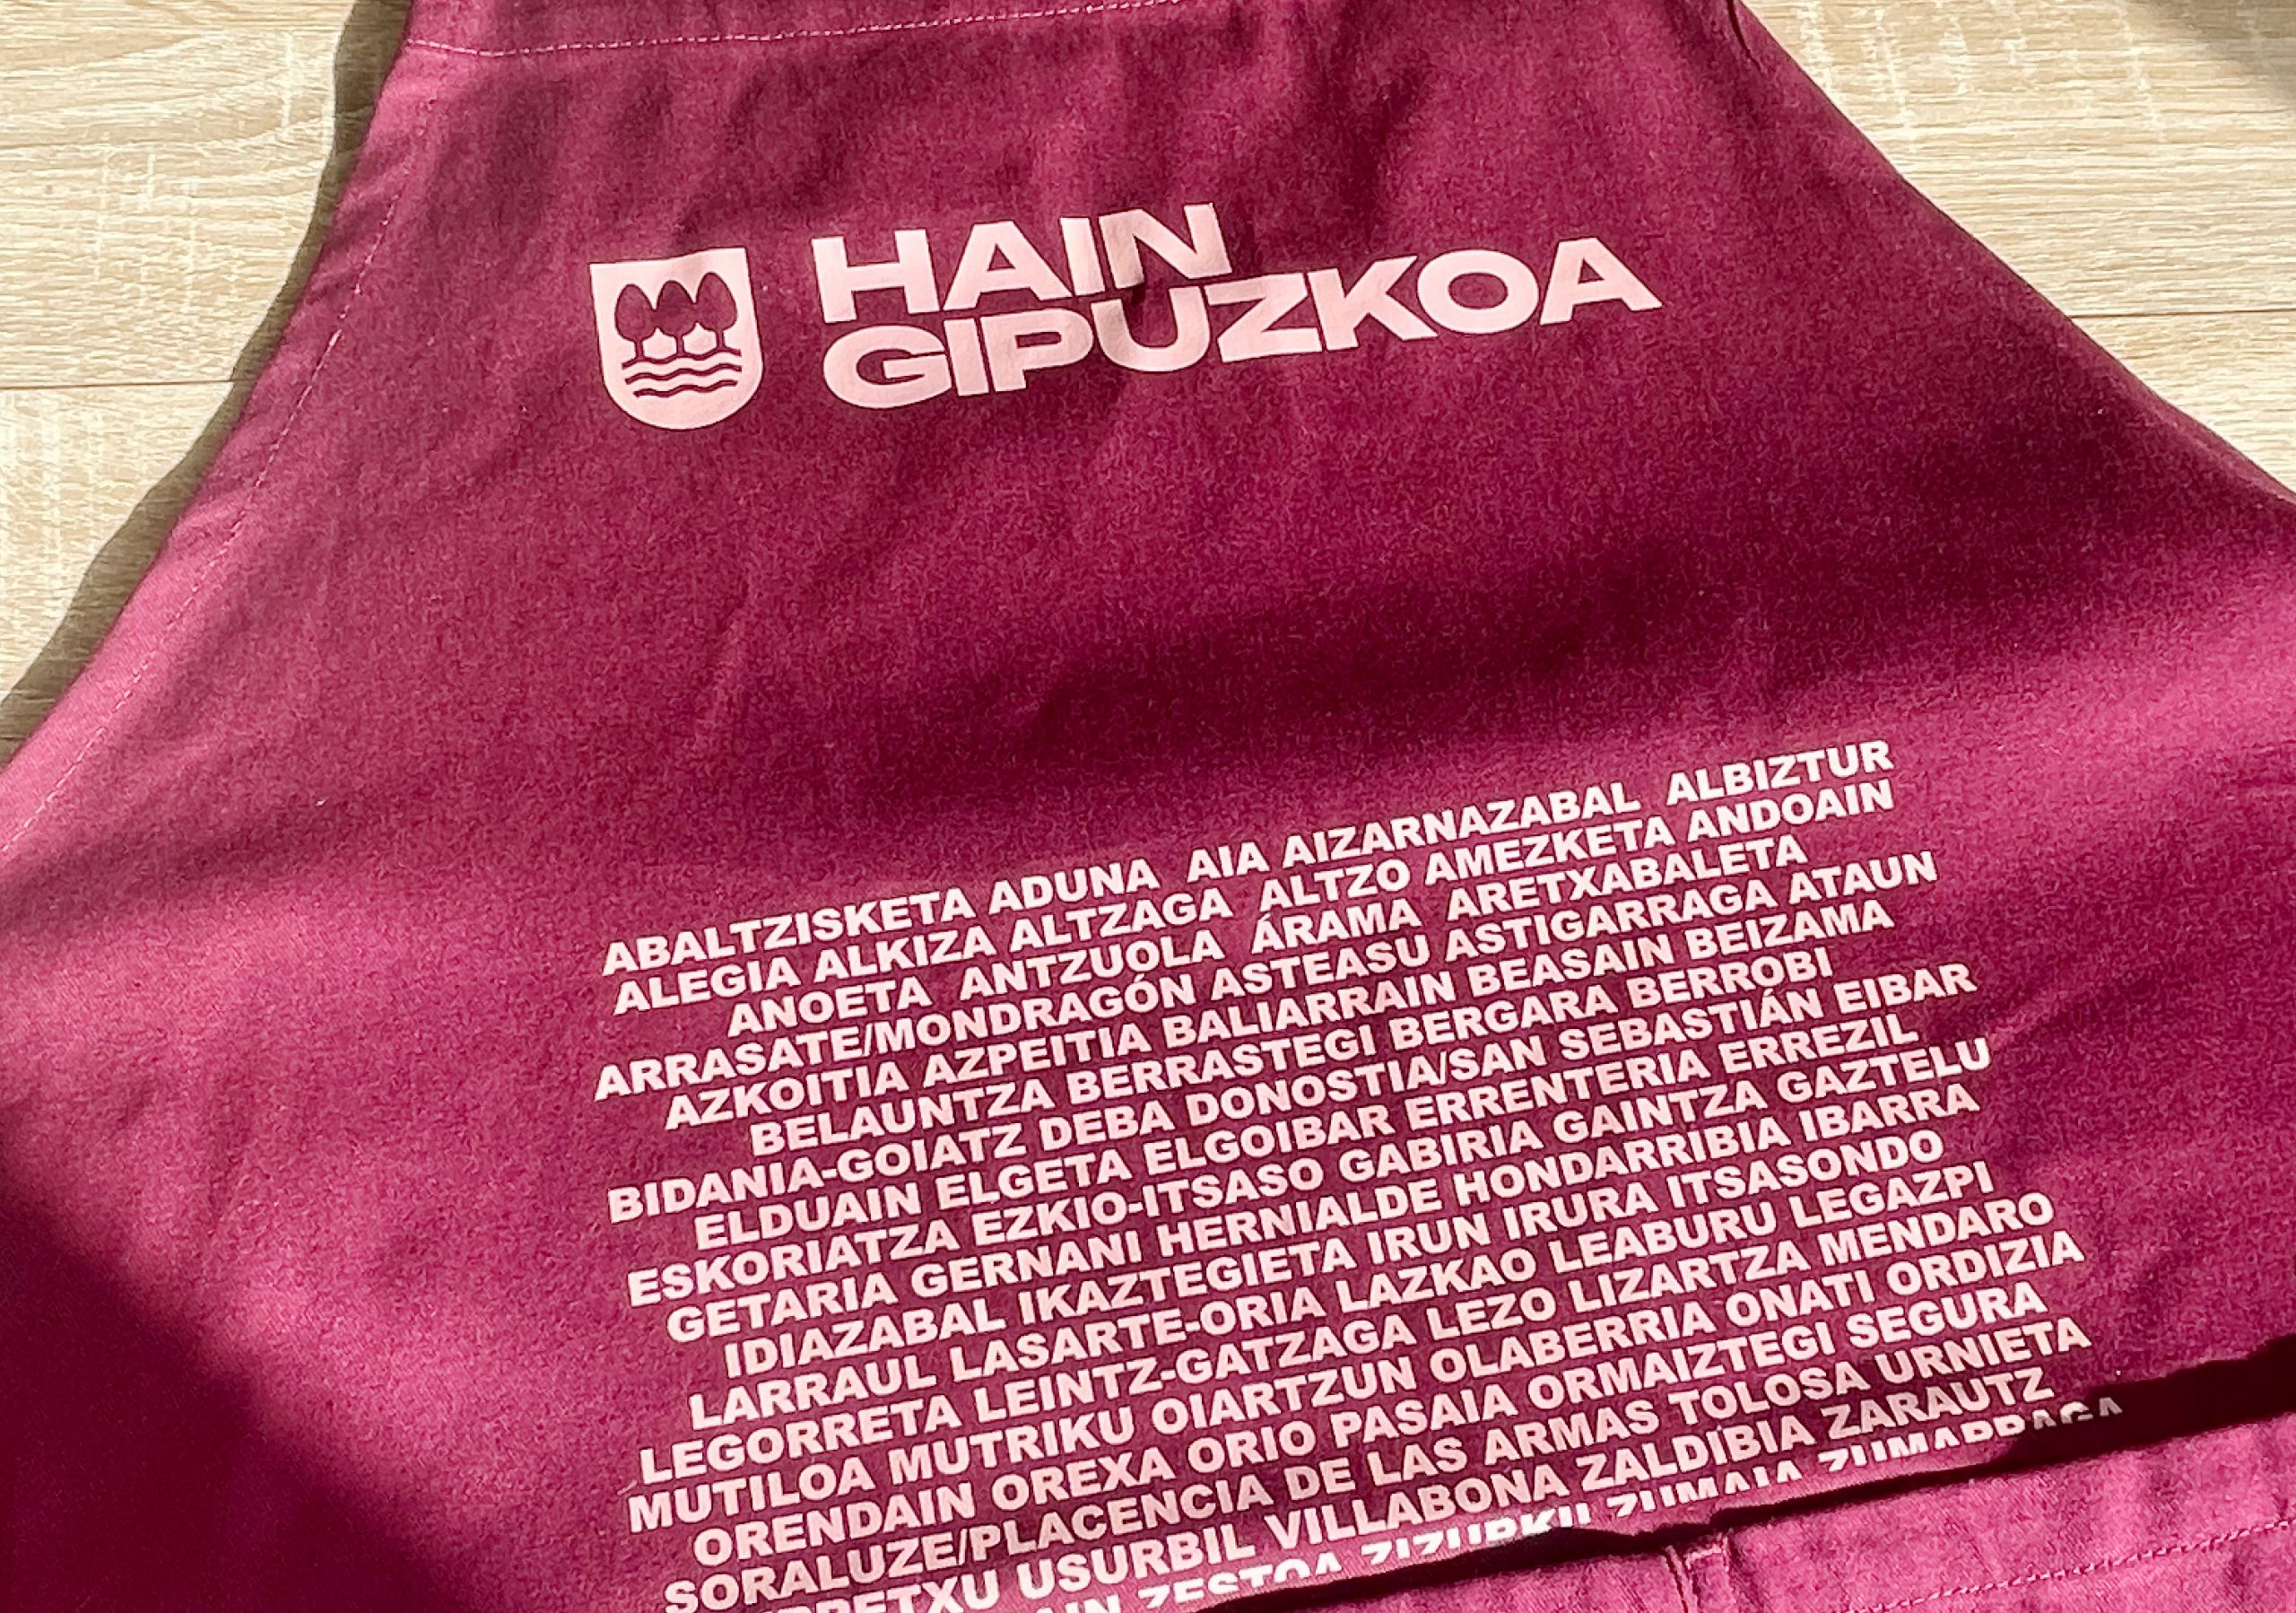 HAIN
GIPUZKOA
ABALTZISKETA ADUNA AIA AIZARNAZABAL ALBIZTUR
ALEGIA ALKIZA ALTZAGA ALTZO AMEZKETA ANDOAIN
ANOETA ANTZUOLA ÁRAMA ARETXABALETA
ARRASATE/MONDRAGÓN ASTEASU ASTIGARRAGA ATAUN
AZKOITIA AZPEITIA BALIARRAIN BEASAIN BEIZAMA
BELAUNTZA BERRASTEGI BERGARA BERROBI
BIDANIA-GOIATZ DEBA DONOSTIA/SAN SEBASTIÁN EIBAR
ELDUAIN ELGETA ELGOIBAR ERRENTERIA ERREZIL
ESKORIATZA EZKIO-ITSASO GABIRIA GAINTZA GAZTELU
GETARIA GERNANI HERNIALDE HONDARRIBIA IBARRA
IDIAZABAL IKAZTEGIETA IRUN IRURA ITSASONDO
LARRAUL LASARTE-ORIA LAZKAO LEABURU LEGAZPI
LEGORRETA LEINTZ-GATZAGA LEZO LIZARTZA MENDARO
MUTILOA MUTRIKU OIARTZUN OLABERRIA ONATI ORDIZIA
ORENDAIN OREXA ORIO PASAIA ORMAIZTEGI SEGURA
SORALUZE/PLACENCIA DE LAS ARMAS TOLOSA URNIETA
USURBIL VILLABONA ZALDIBIA ZARAUTZ
ZESTOA ZIZURKIL ZUMAIA ZUMARRAGA